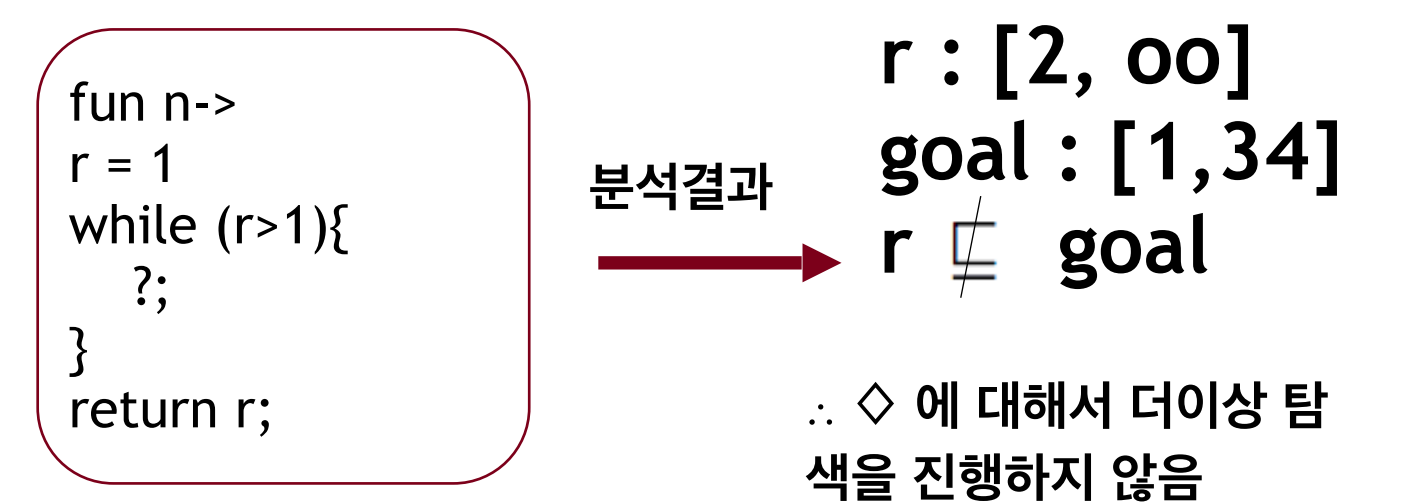 fun n->
r = 1
while (r>1){
?;
}
return r;
분석결과
r : [2, oo]
goal : [1,34]
r ⋢ goal
∴ ◇ 에 대해서 더이상 탐
색을 진행하지 않음